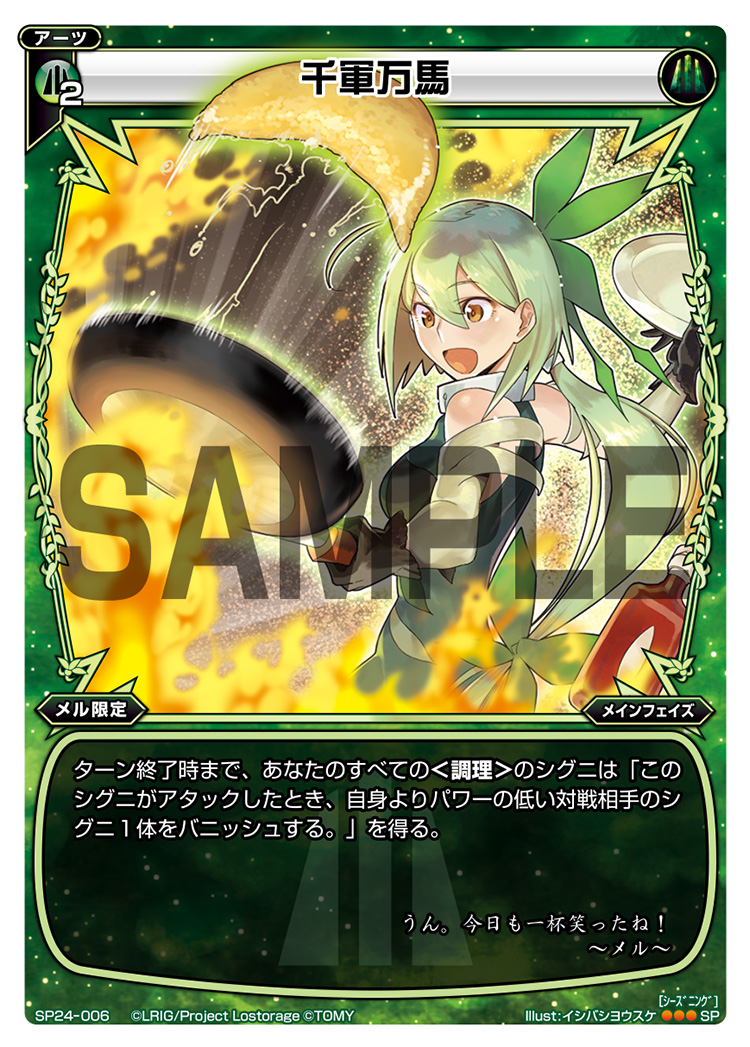 アーツ
2
千軍万馬
SAMPLE
メル限定
メインフェイズ
ターン終了時まで、あなたのすべての<調理>のシグニは「この
シグニがアタックしたとき、自身よりパワーの低い対戦相手のシ
グニ1体をバニッシュする。」を得る。
うん。今日も一杯笑ったね！
～メル～
[シーズニング]
SP24-006 ©LRIG/Project Lostorage ©TOMY Illust:イシバシヨウスケ SP